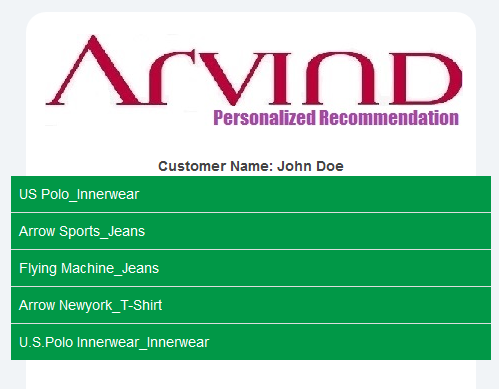 ARVIND
Personalized Recommendation
Customer Name: John Doe
US Polo_Innerwear
Arrow Sports_Jeans
Flying Machine_Jeans
Arrow Newyork_T-Shirt
U.S.Polo Innerwear_Innerwear